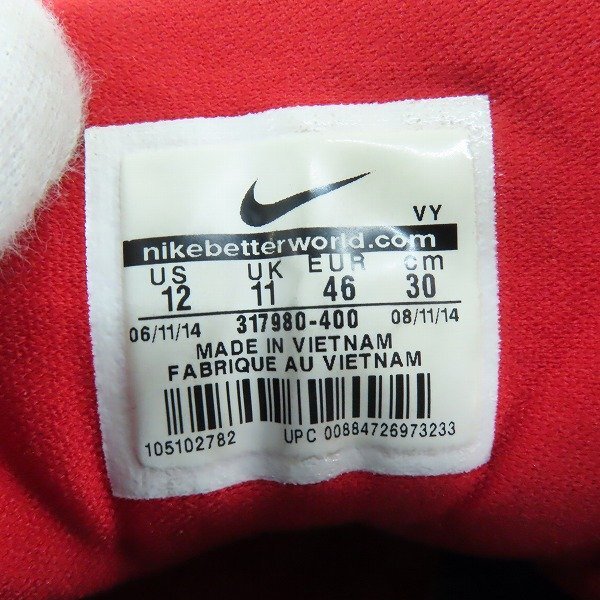 VY
nikebetterworld.com
US UK EUR cm
12 11 46 30
06/11/14 317980-400 08/11/14
MADE IN VIETNAM
FABRIQUE AU VIETNAM
105102782 UPC 00884726973233